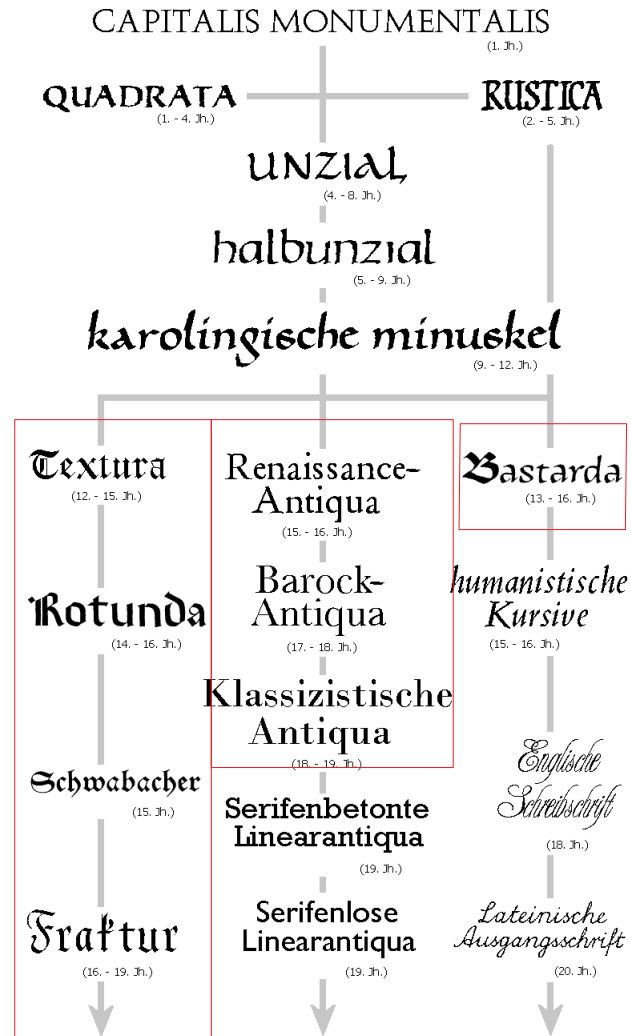 CAPITALIS MONUMENTALIS
(1. Jh.)
QUADRATA
(1. - 4. Jh.)
RUSTICA
(2. - 5. Jh.)
UNZIAL
(4. - 8. Jh.)
halbunzial
(5. - 9. Jh.)
karolingische minuskel
(9. - 12. Jh.)
Textura
(12. - 15. Jh.)
Rotunda
(14. - 16. Jh.)
Schwabacher
(15. Jh.)
Fraktur
(16. - 19. Jh.)
Renaissance-
Antiqua
(15. - 16. Jh.)
Barock-
Antiqua
(17. - 18. Jh.)
Klassizistische
Antiqua
(18. - 19. Jh.)
Serifenbetonte
Linearantiqua
(19. Jh.)
Serifenlose
Linearantiqua
(19. Jh.)
Bastarda
(13. - 16. Jh.)
humanistische
Kursive
(15. - 16. Jh.)
Englische
Schreibschrift
(18. Jh.)
Lateinische
Ausgangsschrift
(20. Jh.)